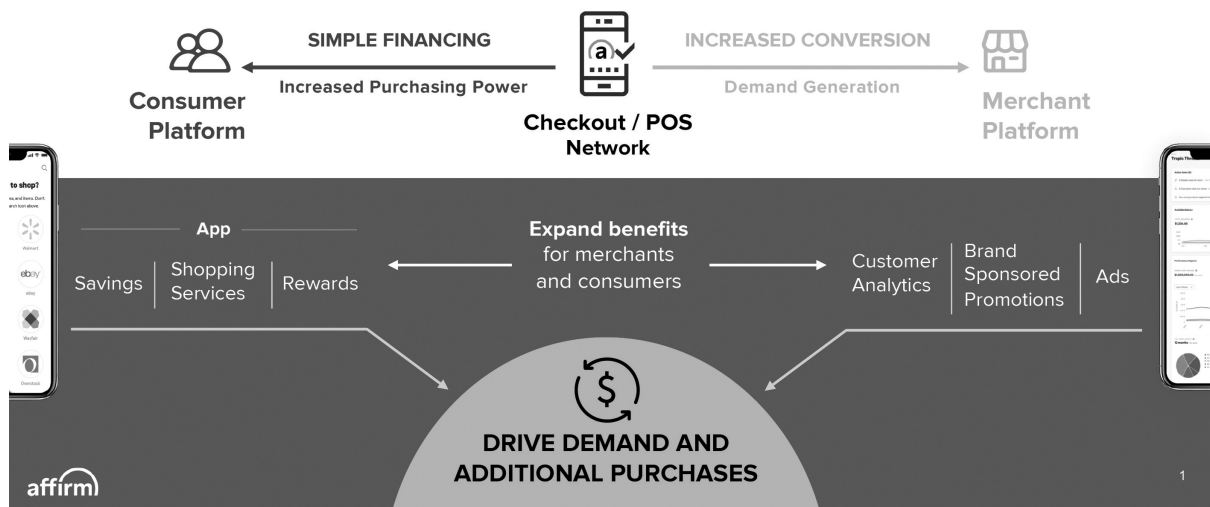 SIMPLE FINANCING
Increased Purchasing Power
Consumer
Platform
a
Checkout / POS
Network
INCREASED CONVERSION
Demand Generation
Merchant
Platform
to shop?
Walmart
ebay
eBay
Wayfair
Overstock
App
Savings
Shopping
Services
Rewards
Expand benefits
for merchants
and consumers
Customer
Analytics
Brand
Sponsored
Promotions
Ads
$
DRIVE DEMAND AND
ADDITIONAL PURCHASES
affirm
1